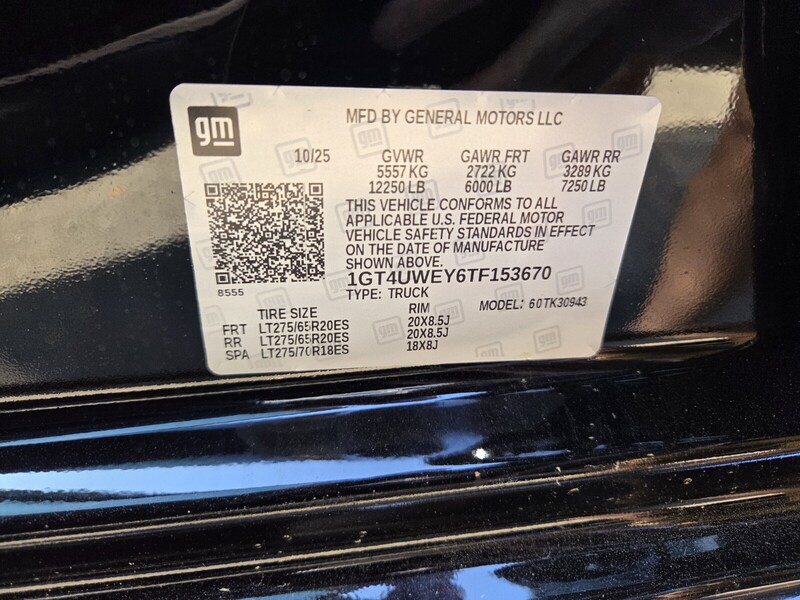 gm
MFD BY GENERAL MOTORS LLC
10/25 GVWR GAWR FRT GAWR RR
5557 KG 2722 KG 3289 KG
12250 LB 6000 LB 7250 LB
THIS VEHICLE CONFORMS TO ALL
APPLICABLE U.S. FEDERAL MOTOR
VEHICLE SAFETY STANDARDS IN EFFECT
ON THE DATE OF MANUFACTURE
SHOWN ABOVE.
8555
1GT4UWEY6TF153670
TYPE: TRUCK MODEL: 60TK30943
TIRE SIZE RIM
FRT LT275/65R20ES 20X8.5J
RR LT275/65R20ES 20X8.5J
SPA LT275/70R18ES 18X8J